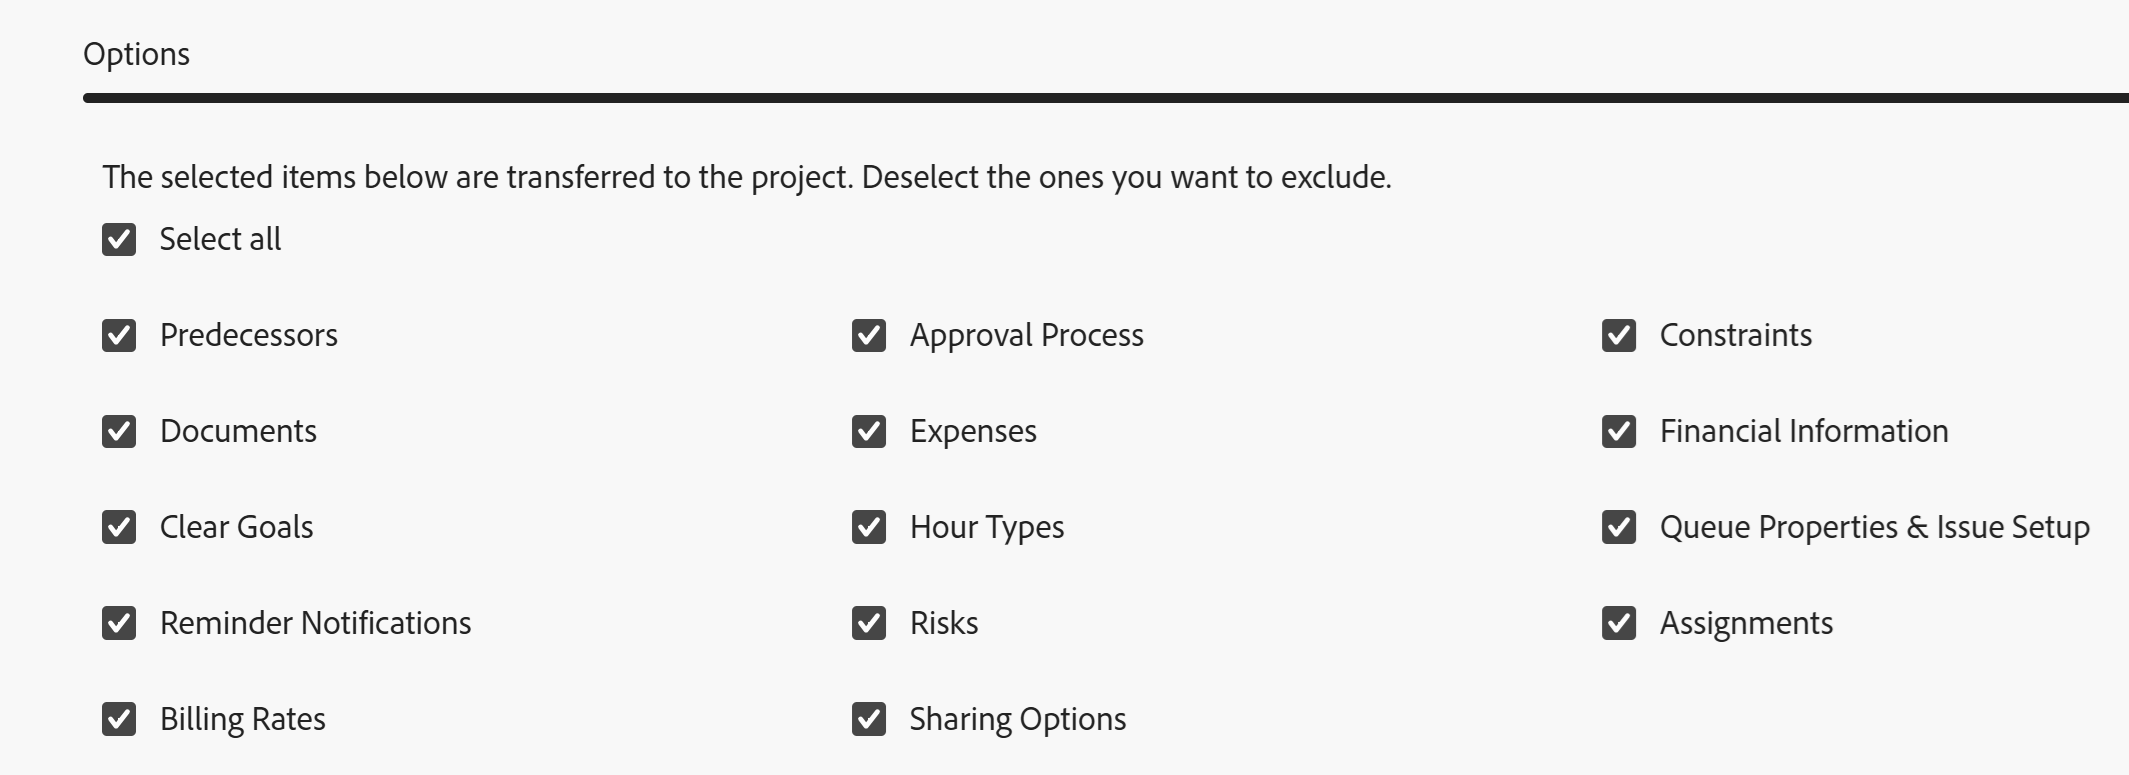 Options
The selected items below are transferred to the project. Deselect the ones you want to exclude.
Select all
Predecessors
Approval Process
Constraints
Documents
Expenses
Financial Information
Clear Goals
Hour Types
Queue Properties & Issue Setup
Reminder Notifications
Risks
Assignments
Billing Rates
Sharing Options